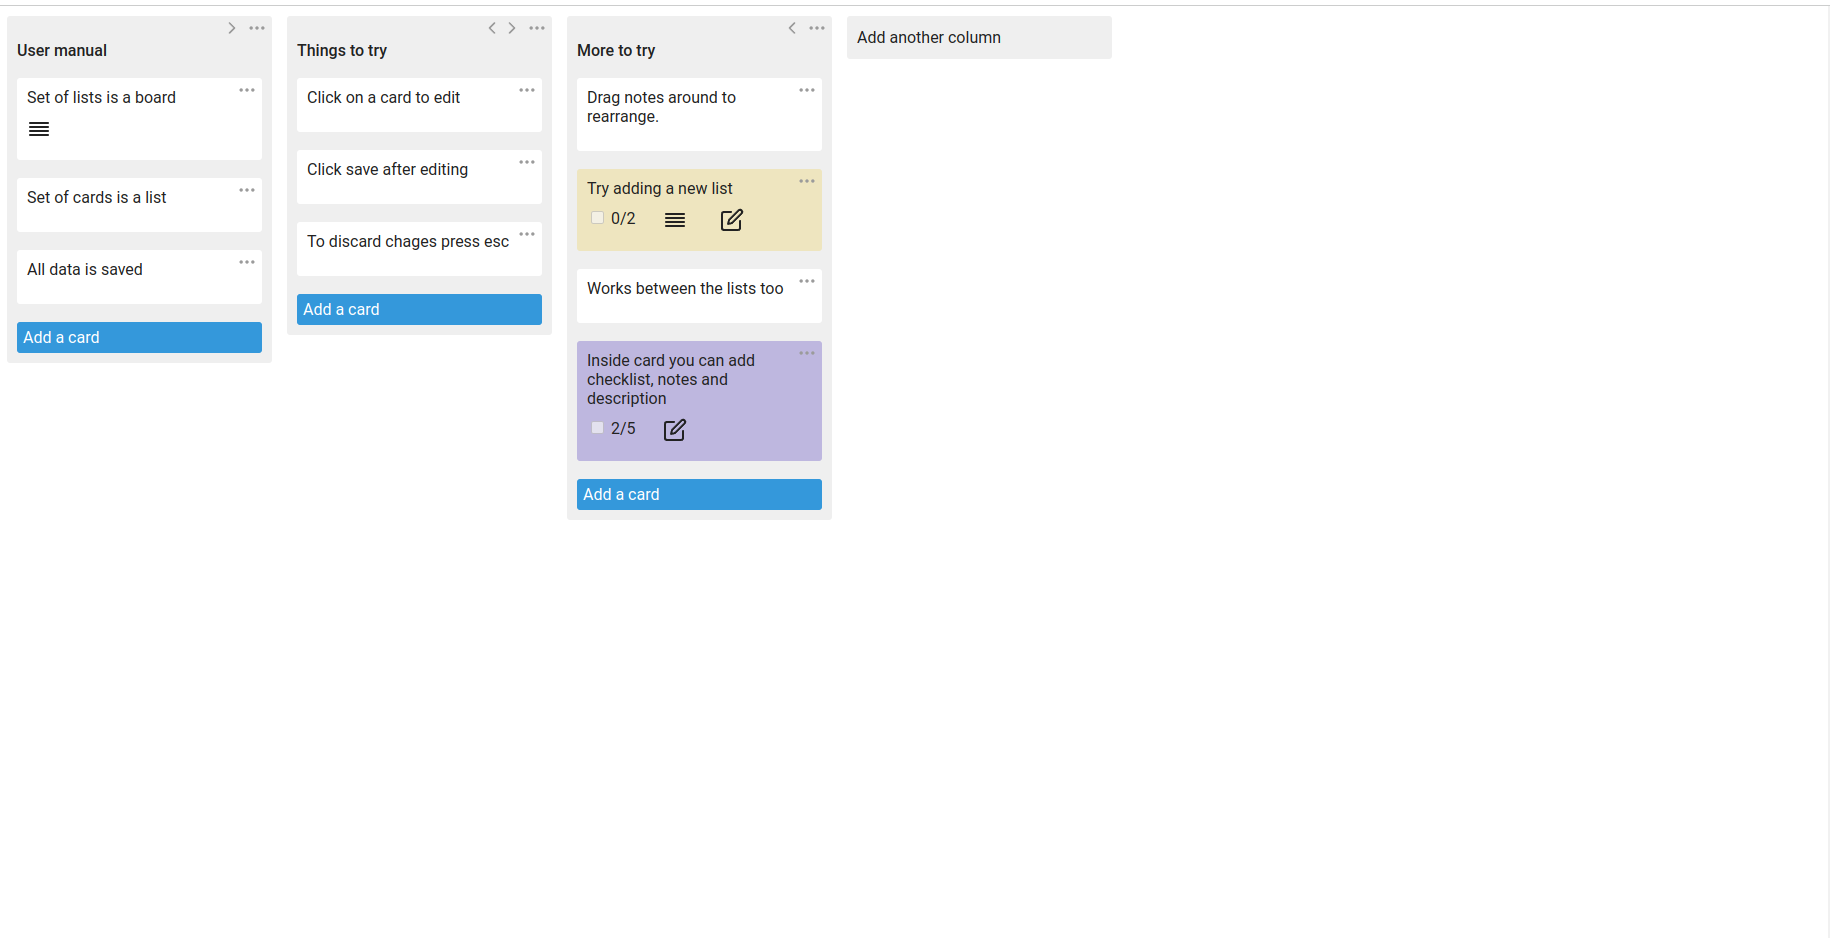 User manual
Set of lists is a board
Set of cards is a list
All data is saved
Add a card
Things to try
Click on a card to edit
Click save after editing
To discard chages press esc
Add a card
More to try
Drag notes around to
rearrange.
Try adding a new list
0/2
Works between the lists too
Inside card you can add
checklist, notes and
description
2/5
Add a card
Add another column